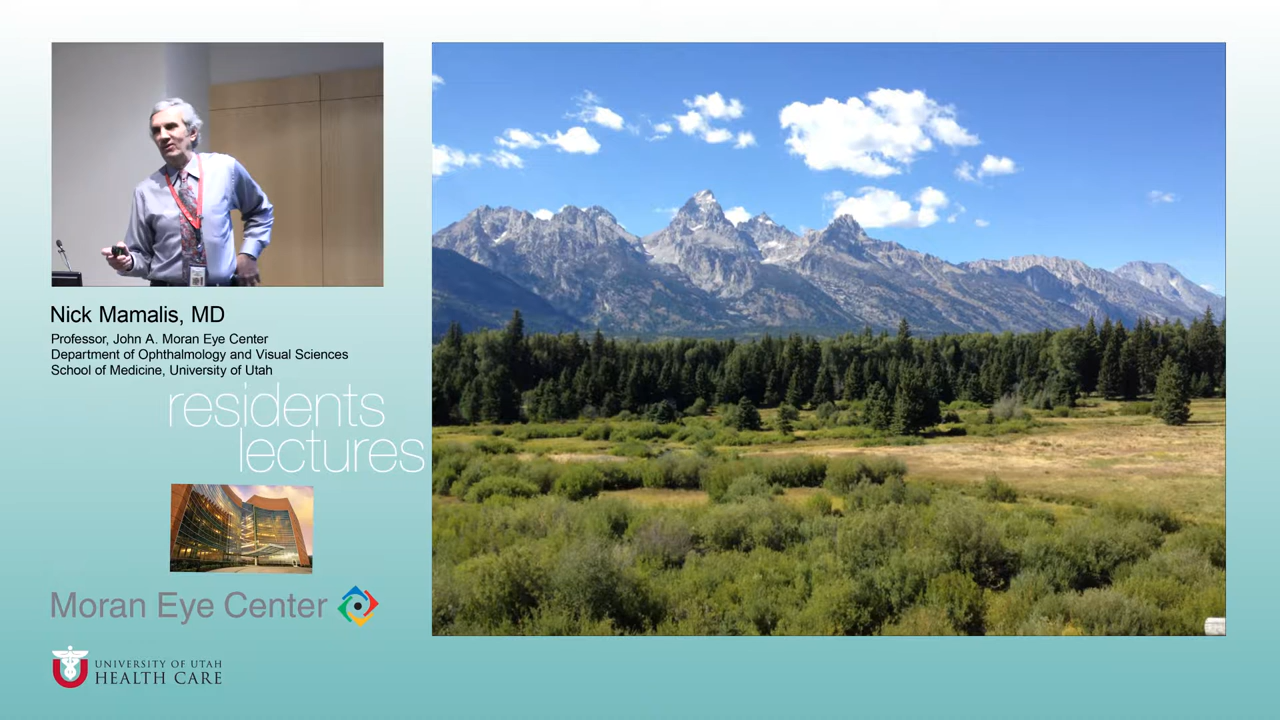 Nick Mamalis, MD
Professor, John A. Moran Eye Center
Department of Ophthalmology and Visual Sciences
School of Medicine, University of Utah
residents
lectures
Moran Eye Center
UNIVERSITY OF UTAH
HEALTH CARE